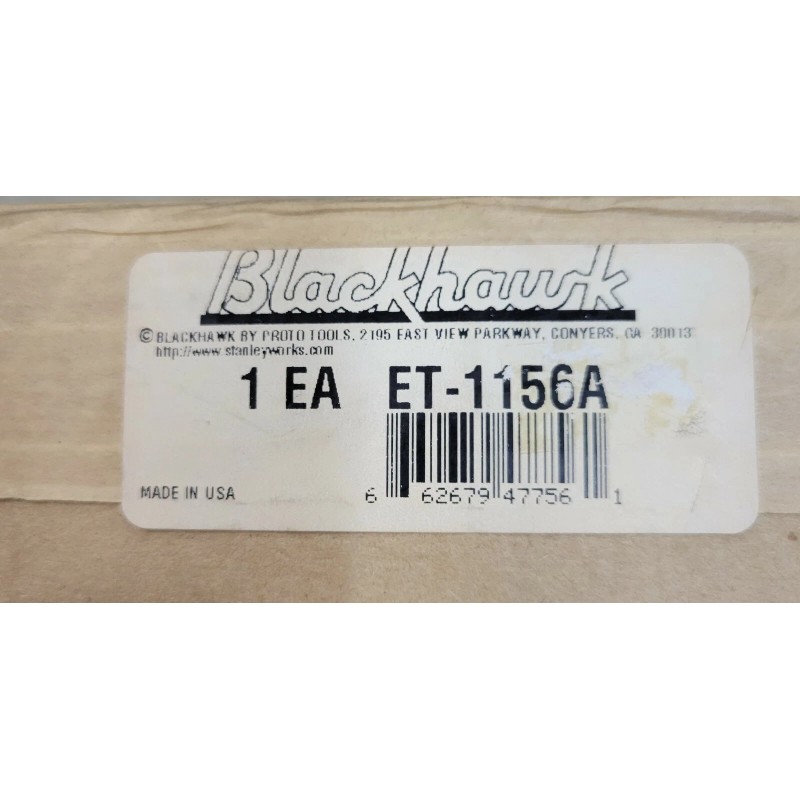 Blackhawk
© BLACKHAWK BY PROTO TOOLS, 2195 EAST VIEW PARKWAY, CONYERS, GA 30013
http://www.stanleyworks.com
1 EA ET-1156A
MADE IN USA
6 62679 47756 1